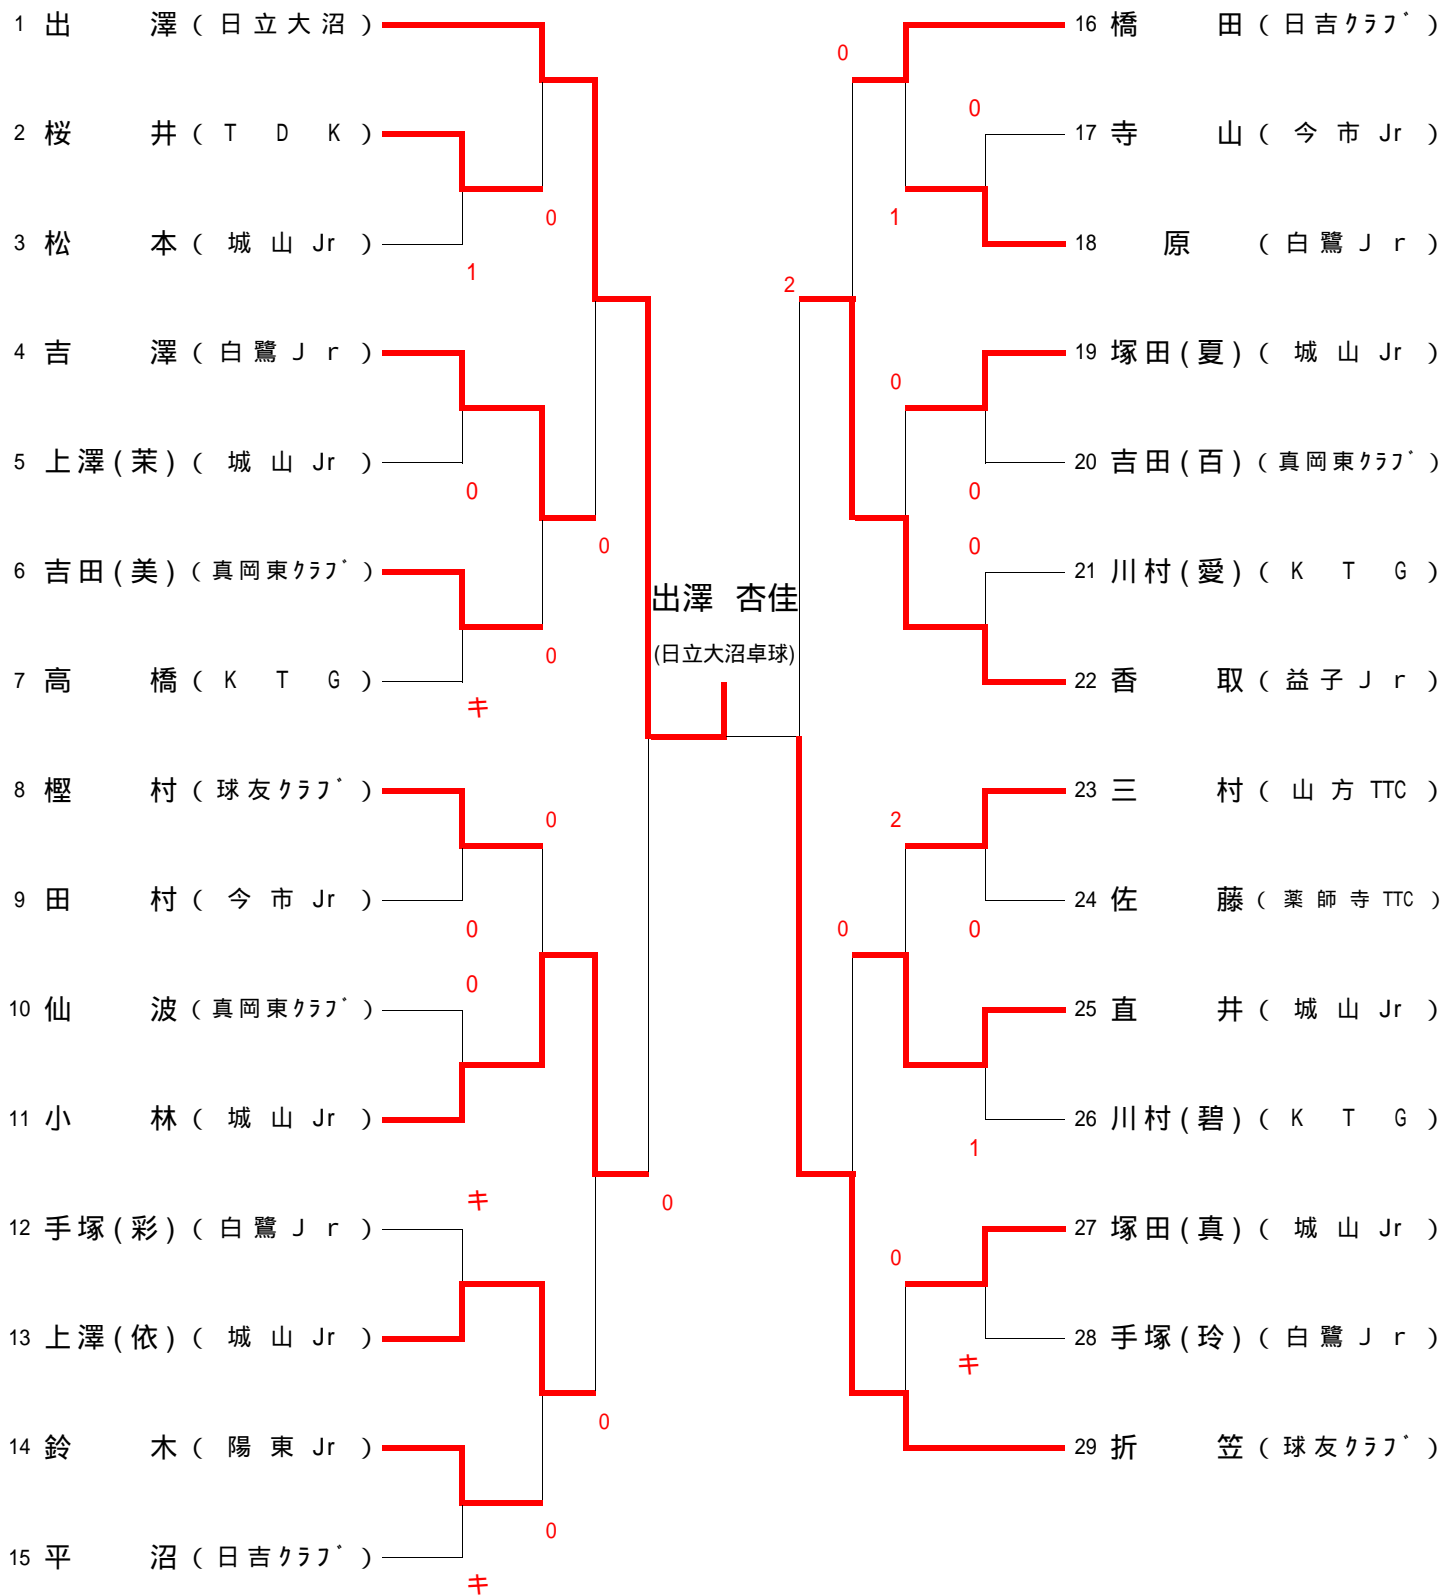 1 出 澤 ( 日 立 大 沼 )
0
2 桜 井 ( T D K )
0
3 松 本 ( 城 山 Jr )
1
4 吉 澤 ( 白 鷺 J r )
5 上澤(茉) ( 城 山 Jr )
0
0
6 吉田(美) ( 真岡東クラブ )
0
7 高 橋 ( K T G )
キ
8 樫 村 ( 球友クラブ )
0
9 田 村 ( 今 市 Jr )
0
0
10 仙 波 ( 真岡東クラブ )
11 小 林 ( 城 山 Jr )
キ
0
12 手塚(彩) ( 白 鷺 J r )
13 上澤(依) ( 城 山 Jr )
0
14 鈴 木 ( 陽 東 Jr )
0
15 平 沼 ( 日吉クラブ )
キ
出澤 杏佳
(日立大沼卓球)
16 橋 田 ( 日吉クラブ )
0
0
17 寺 山 ( 今 市 Jr )
1
18 原 ( 白 鷺 J r )
2
19 塚田(夏) ( 城 山 Jr )
0
20 吉田(百) ( 真岡東クラブ )
0
0
21 川村(愛) ( K T G )
22 香 取 ( 益 子 J r )
23 三 村 ( 山 方 TTC )
2
24 佐 藤 ( 薬 師 寺 TTC )
0
0
25 直 井 ( 城 山 Jr )
26 川村(碧) ( K T G )
1
27 塚田(真) ( 城 山 Jr )
0
28 手塚(玲) ( 白 鷺 J r )
キ
29 折 笠 ( 球友クラブ )